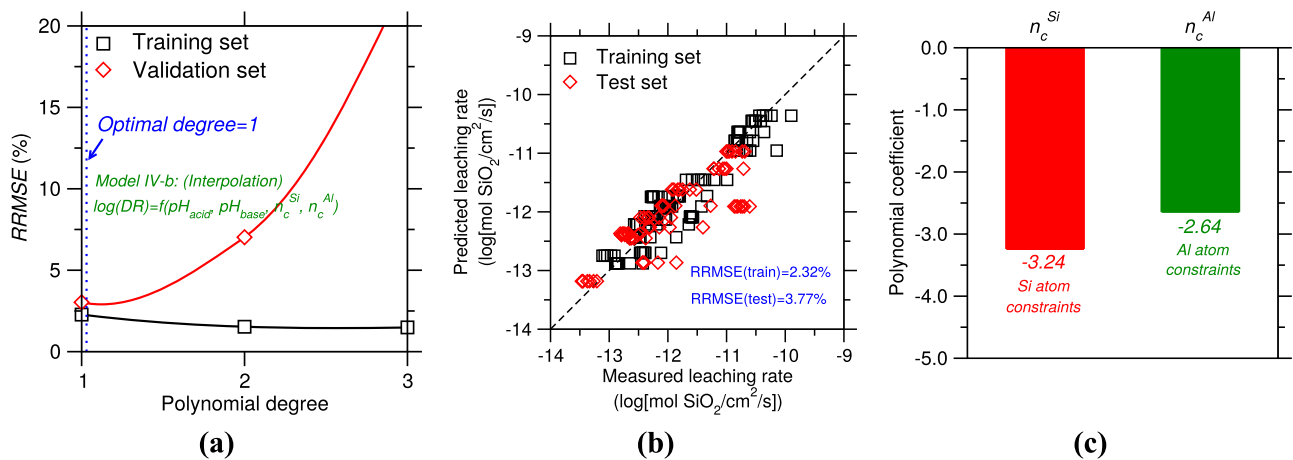 20
15
10
5
0
RRMSE (%)
Training set
Validation set
Optimal degree=1
Model IV-b: (Interpolation)
log(DR)=f(pH_acid, pH_base, n_c^Si, n_c^Al)
1 2 3
Polynomial degree
(a)
-9
-10
-11
-12
-13
-14
Predicted leaching rate
(log[mol SiO2/cm^2/s])
Training set
Test set
RRMSE(train)=2.32%
RRMSE(test)=3.77%
-14 -13 -12 -11 -10 -9
Measured leaching rate
(log[mol SiO2/cm^2/s])
(b)
n_c^Si n_c^Al
0.0
-1.0
-2.0
-3.0
-4.0
-5.0
Polynomial coefficient
-3.24
Si atom
constraints
-2.64
Al atom
constraints
(c)